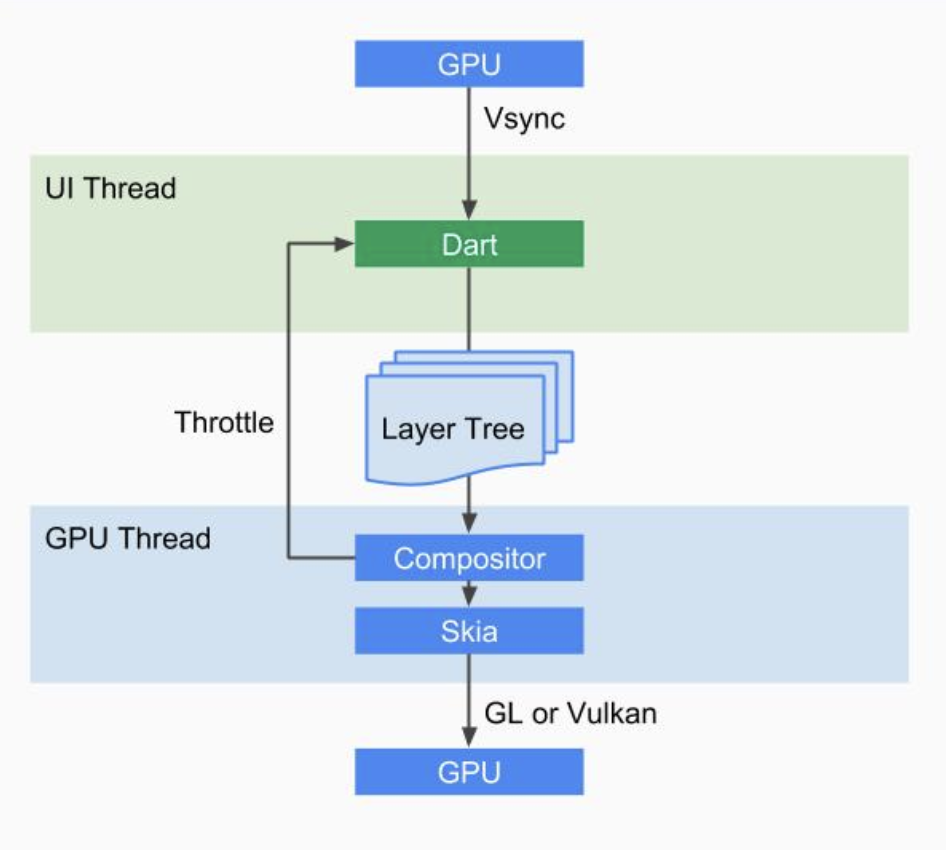 GPU
Vsync
UI Thread
Dart
Throttle
Layer Tree
GPU Thread
Compositor
Skia
GL or Vulkan
GPU